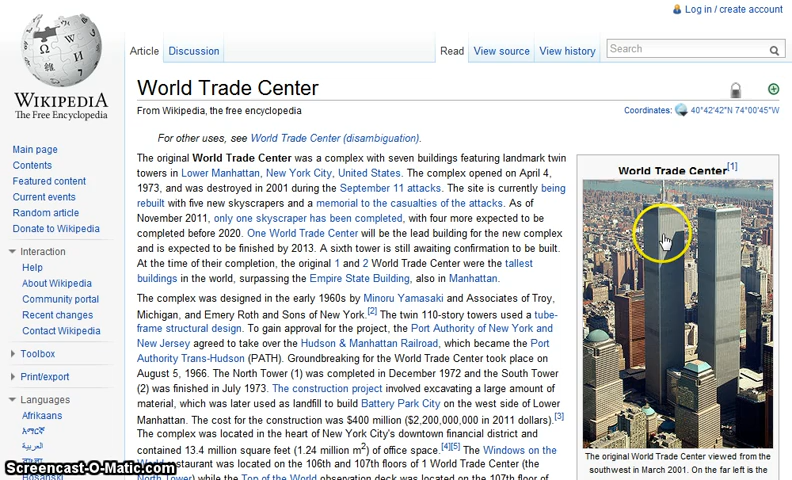 Log in / create account
Article
Discussion
Read
View source
View history
Search
WIKIPEDIA
The Free Encyclopedia
World Trade Center
From Wikipedia, the free encyclopedia
Coordinates: 40°42′42″N 74°00′45″W
Main page
Contents
Featured content
Current events
Random article
Donate to Wikipedia
Interaction
Help
About Wikipedia
Community portal
Recent changes
Contact Wikipedia
Toolbox
Print/export
Languages
Afrikaans
አማርኛ
العربية
For other uses, see World Trade Center (disambiguation).
The original World Trade Center was a complex with seven buildings featuring landmark twin
towers in Lower Manhattan, New York City, United States. The complex opened on April 4,
1973, and was destroyed in 2001 during the September 11 attacks. The site is currently being
rebuilt with five new skyscrapers and a memorial to the casualties of the attacks. As of
November 2011, only one skyscraper has been completed, with four more expected to be
completed before 2020. One World Trade Center will be the lead building for the new complex
and is expected to be finished by 2013. A sixth tower is still awaiting confirmation to be built.
At the time of their completion, the original 1 and 2 World Trade Center were the tallest
buildings in the world, surpassing the Empire State Building, also in Manhattan.
The complex was designed in the early 1960s by Minoru Yamasaki and Associates of Troy,
Michigan, and Emery Roth and Sons of New York.[2] The twin 110-story towers used a tube-
frame structural design. To gain approval for the project, the Port Authority of New York and
New Jersey agreed to take over the Hudson & Manhattan Railroad, which became the Port
Authority Trans-Hudson (PATH). Groundbreaking for the World Trade Center took place on
August 5, 1966. The North Tower (1) was completed in December 1972 and the South Tower
(2) was finished in July 1973. The construction project involved excavating a large amount of
material, which was later used as landfill to build Battery Park City on the west side of Lower
Manhattan. The cost for the construction was $400 million ($2,200,000,000 in 2011 dollars).[3]
The complex was located in the heart of New York City's downtown financial district and
contained 13.4 million square feet (1.24 million m2) of office space.[4][5] The Windows on the
World restaurant was located on the 106th and 107th floors of 1 World Trade Center (the
North Tower) while the Top of the World observation deck was located on the 107th floor of
World Trade Center[1]
The original World Trade Center viewed from the
southwest in March 2001. On the far left is the
Screencast-O-Matic.com